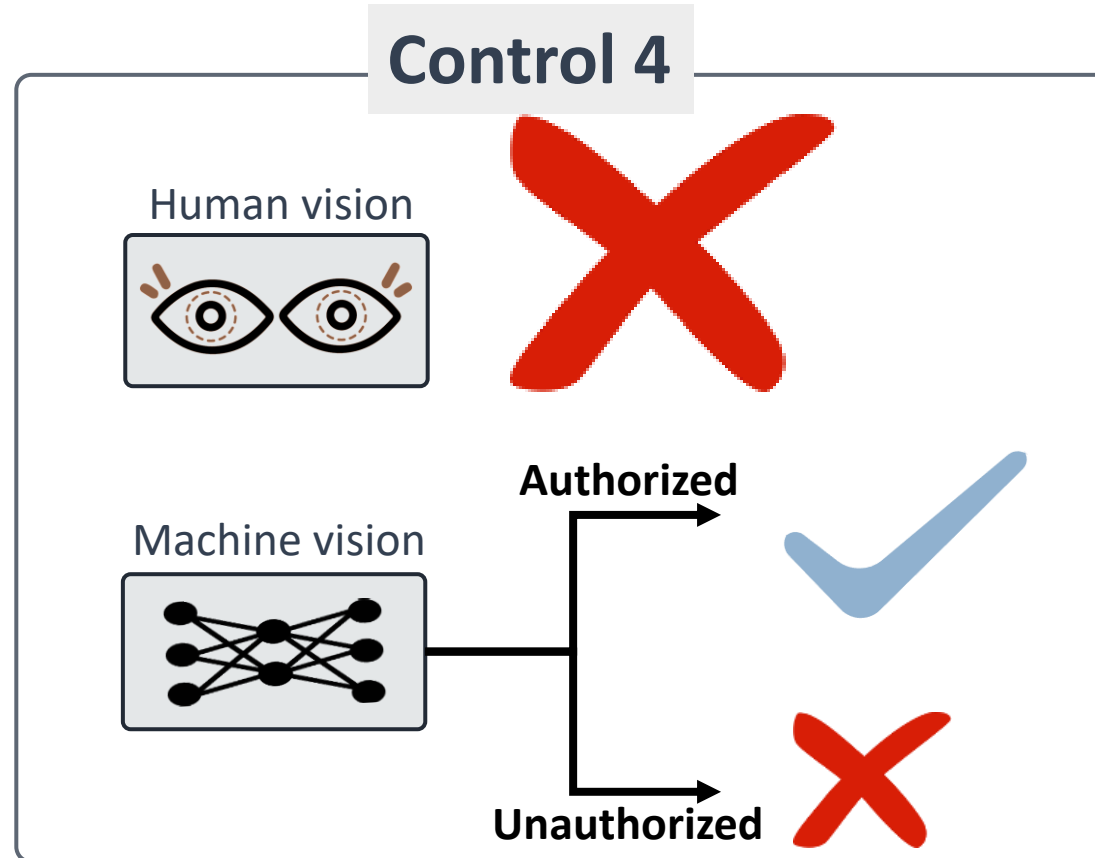 Control 4
Human vision
Authorized
Machine vision
Unauthorized